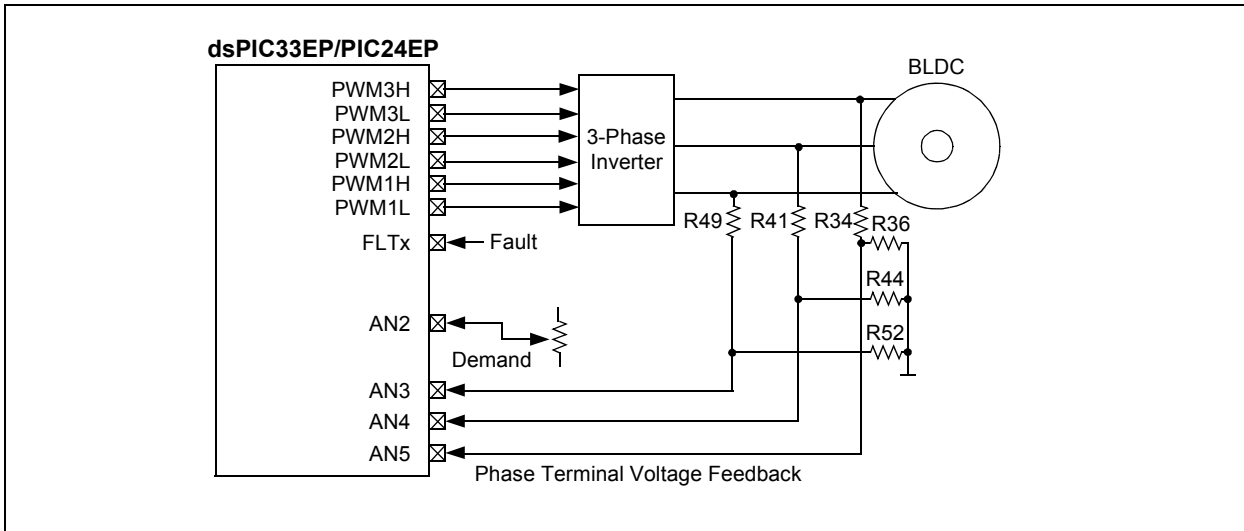 dsPIC33EP/PIC24EP
BLDC
PWM3H
PWM3L
PWM2H
PWM2L
PWM1H
PWM1L
3-Phase
Inverter
R49
R41
R34
R36
FLTx
Fault
R44
AN2
R52
Demand
AN3
AN4
AN5
Phase Terminal Voltage Feedback